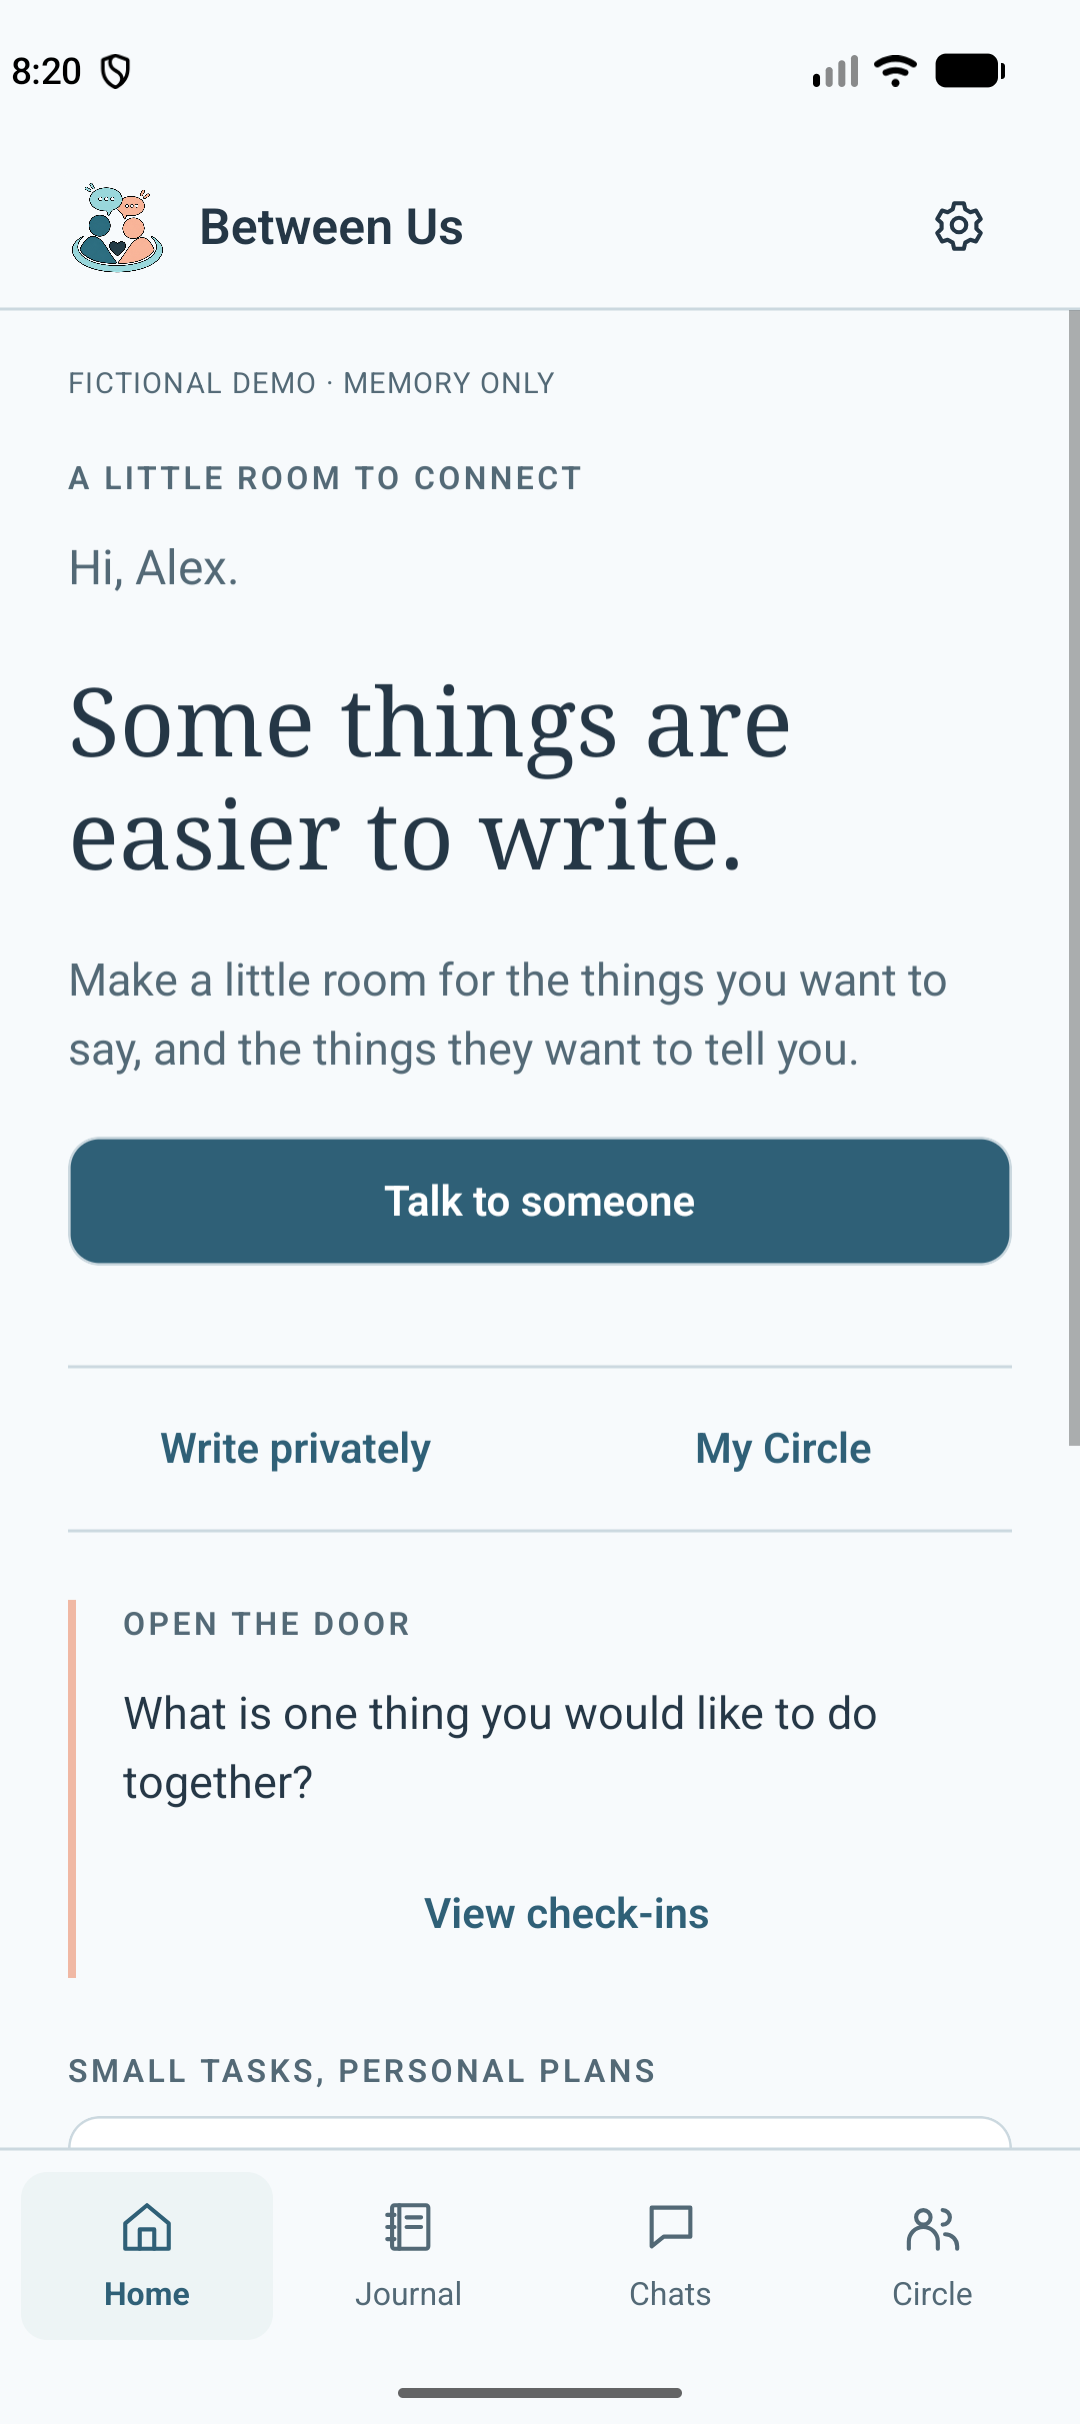 8:20
Between Us
FICTIONAL DEMO · MEMORY ONLY
A LITTLE ROOM TO CONNECT
Hi, Alex.
Some things are
easier to write.
Make a little room for the things you want to
say, and the things they want to tell you.
Talk to someone
Write privately
My Circle
OPEN THE DOOR
What is one thing you would like to do
together?
View check-ins
SMALL TASKS, PERSONAL PLANS
Home
Journal
Chats
Circle